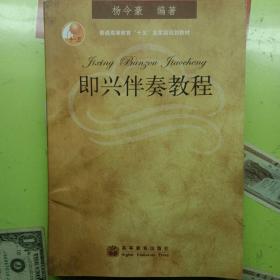 杨今豪 编著
普通高等教育“十五”国家级规划教材
Jixing Banzou Jiaocheng
即兴伴奏教程
高等教育出版社
Higher Education Press